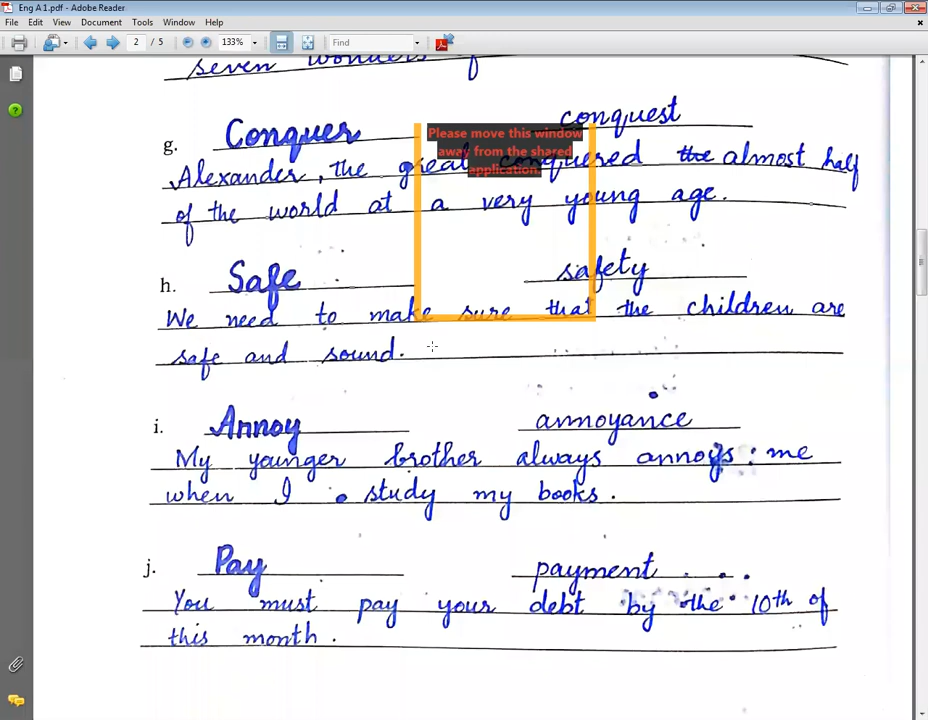 Eng A 1.pdf - Adobe Reader
File Edit View Document Tools Window Help
2 / 5 133% Find
seven wonders of
g. Conquer conquest
Please move this window
away from the shared
application
Alexander, the great conquered the almost half
of the world at a very young age.
h. Safe safety
We need to make sure that the children are
safe and sound.
i. Annoy annoyance
My younger brother always annoys me
when I study my books.
j. Pay payment
You must pay your debt by the 10th of
this month.